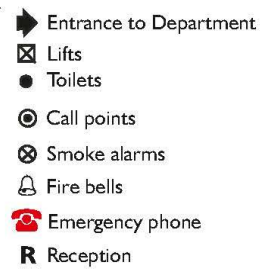 Entrance to Department
Lifts
Toilets
Call points
Smoke alarms
Fire bells
Emergency phone
R Reception